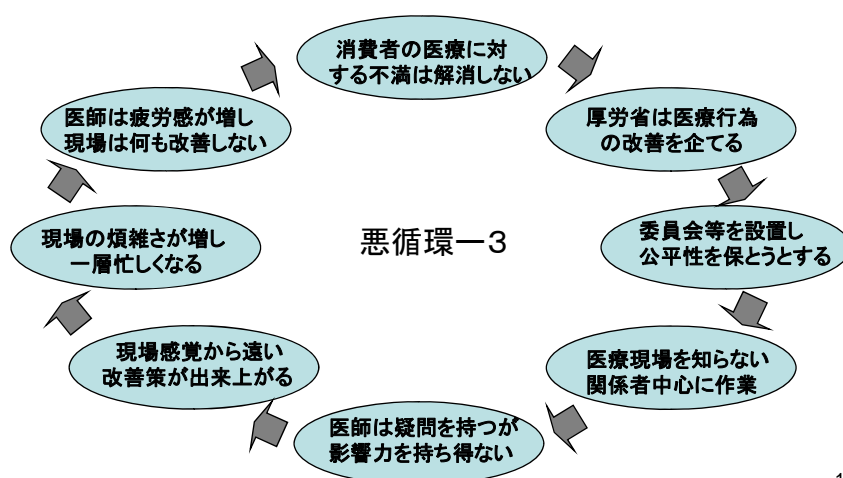 消費者の医療に対
する不満は解消しない
厚労省は医療行為
の改善を企てる
委員会等を設置し
公平性を保とうとする
医療現場を知らない
関係者中心に作業
医師は疑問を持つが
影響力を持ち得ない
現場感覚から遠い
改善策が出来上がる
現場の煩雑さが増し
一層忙しくなる
医師は疲労感が増し
現場は何も改善しない
悪循環ー3
1